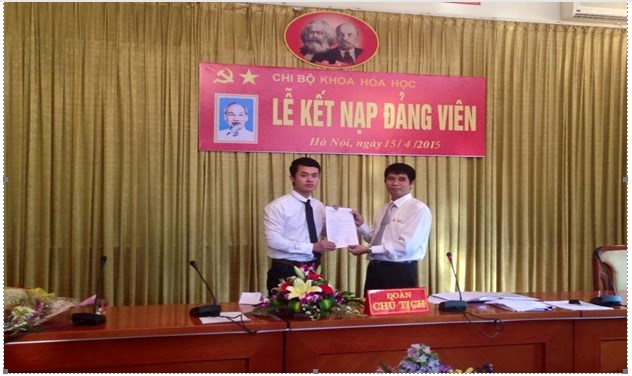 CHI BỘ KHOA HÓA HỌC
LỄ KẾT NẠP ĐẢNG VIÊN
Hà Nội, ngày 15/4/2015
ĐOÀN
CHỦ TỊCH